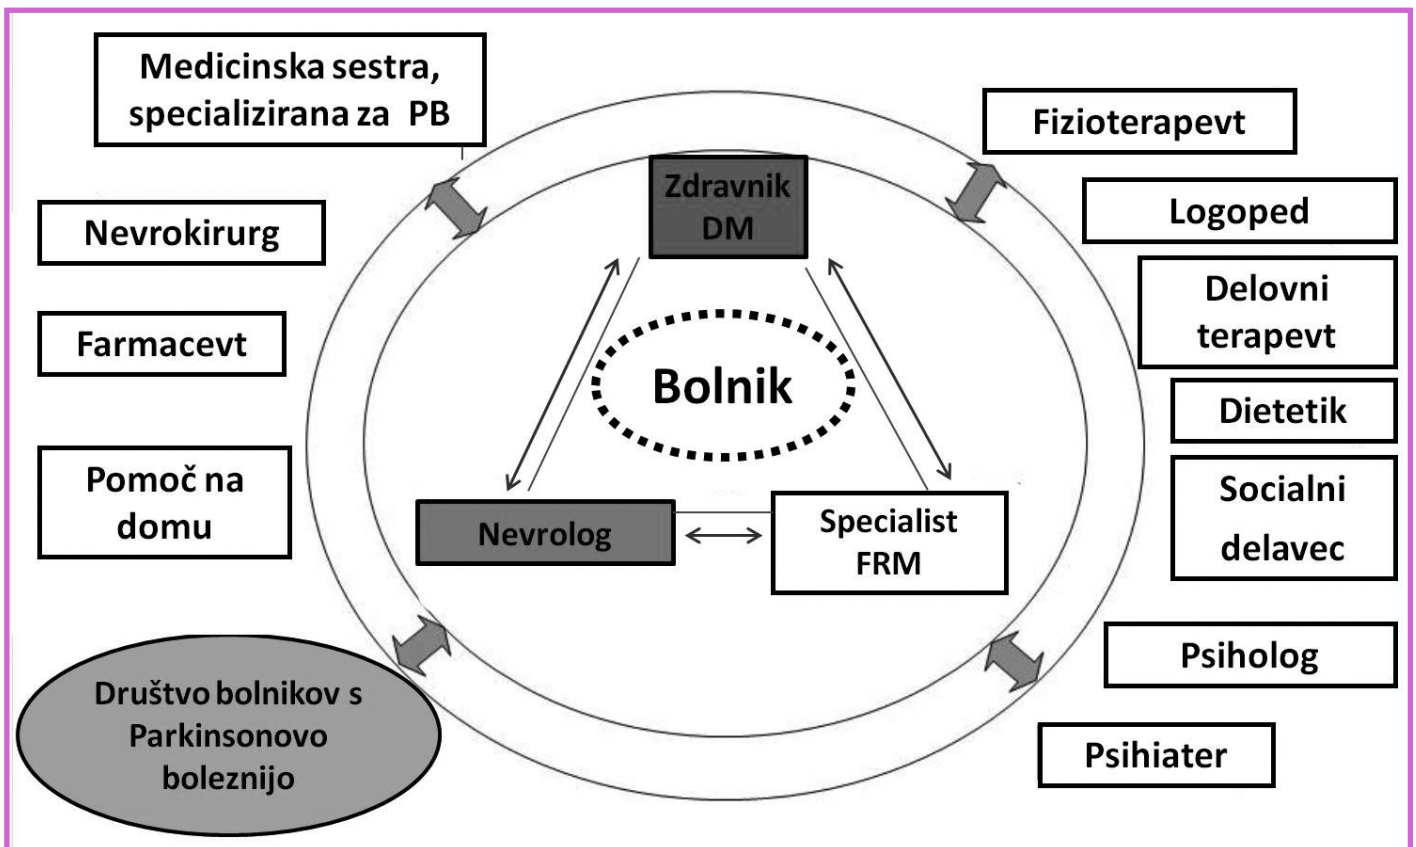 Medicinska sestra,
specializirana za PB
Nevrokirurg
Farmacevt
Pomoč na
domu
Društvo bolnikov s
Parkinsonovo
boleznijo
Zdravnik
DM
Bolnik
Nevrolog
Specialist
FRM
Fizioterapevt
Logoped
Delovni
terapevt
Dietetik
Socialni
delavec
Psiholog
Psihiater